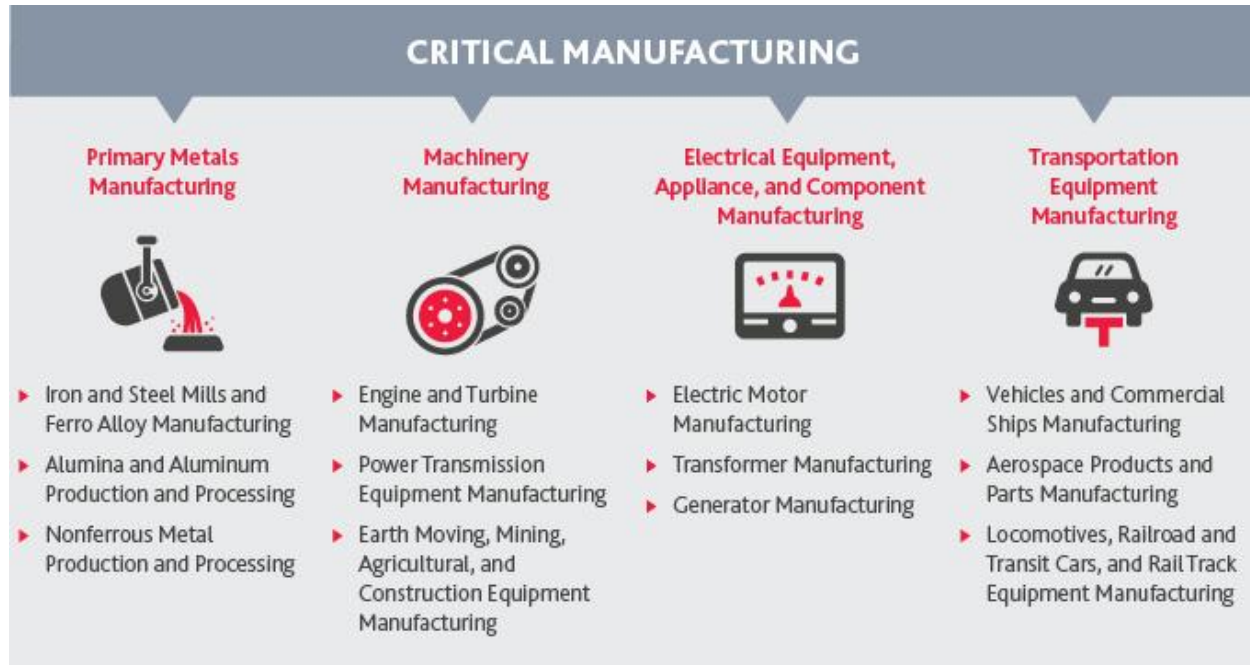 CRITICAL MANUFACTURING
Primary Metals
Manufacturing
Iron and Steel Mills and
Ferro Alloy Manufacturing
Alumina and Aluminum
Production and Processing
Nonferrous Metal
Production and Processing
Machinery
Manufacturing
Engine and Turbine
Manufacturing
Power Transmission
Equipment Manufacturing
Earth Moving, Mining,
Agricultural, and
Construction Equipment
Manufacturing
Electrical Equipment,
Appliance, and Component
Manufacturing
Electric Motor
Manufacturing
Transformer Manufacturing
Generator Manufacturing
Transportation
Equipment
Manufacturing
Vehicles and Commercial
Ships Manufacturing
Aerospace Products and
Parts Manufacturing
Locomotives, Railroad and
Transit Cars, and Rail Track
Equipment Manufacturing